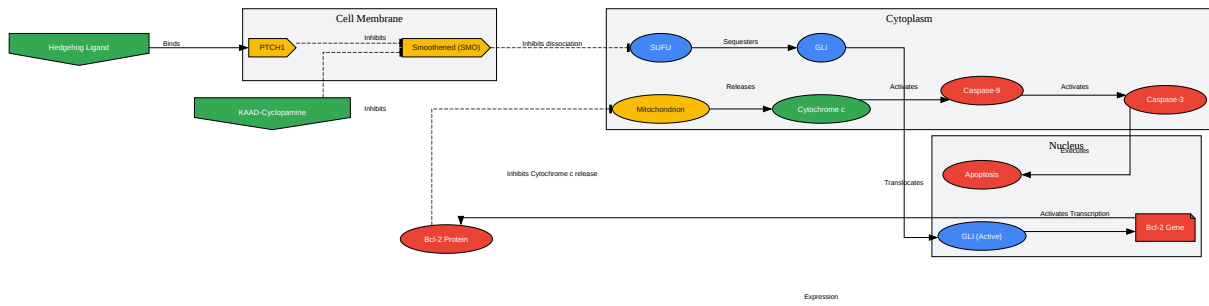 Cell Membrane
Cytoplasm
Hedgehog Ligand
Binds
PTCH1
Inhibits
Smoothened (SMO)
Inhibits dissociation
SUFU
Sequesters
GLI
KAAD-Cyclopamine
Inhibits
Mitochondrion
Releases
Cytochrome c
Activates
Caspase-9
Activates
Caspase-3
Nucleus
Executes
Inhibits Cytochrome c release
Translocates
Apoptosis
Activates Transcription
Bcl-2 Protein
GLI (Active)
Bcl-2 Gene
Expression